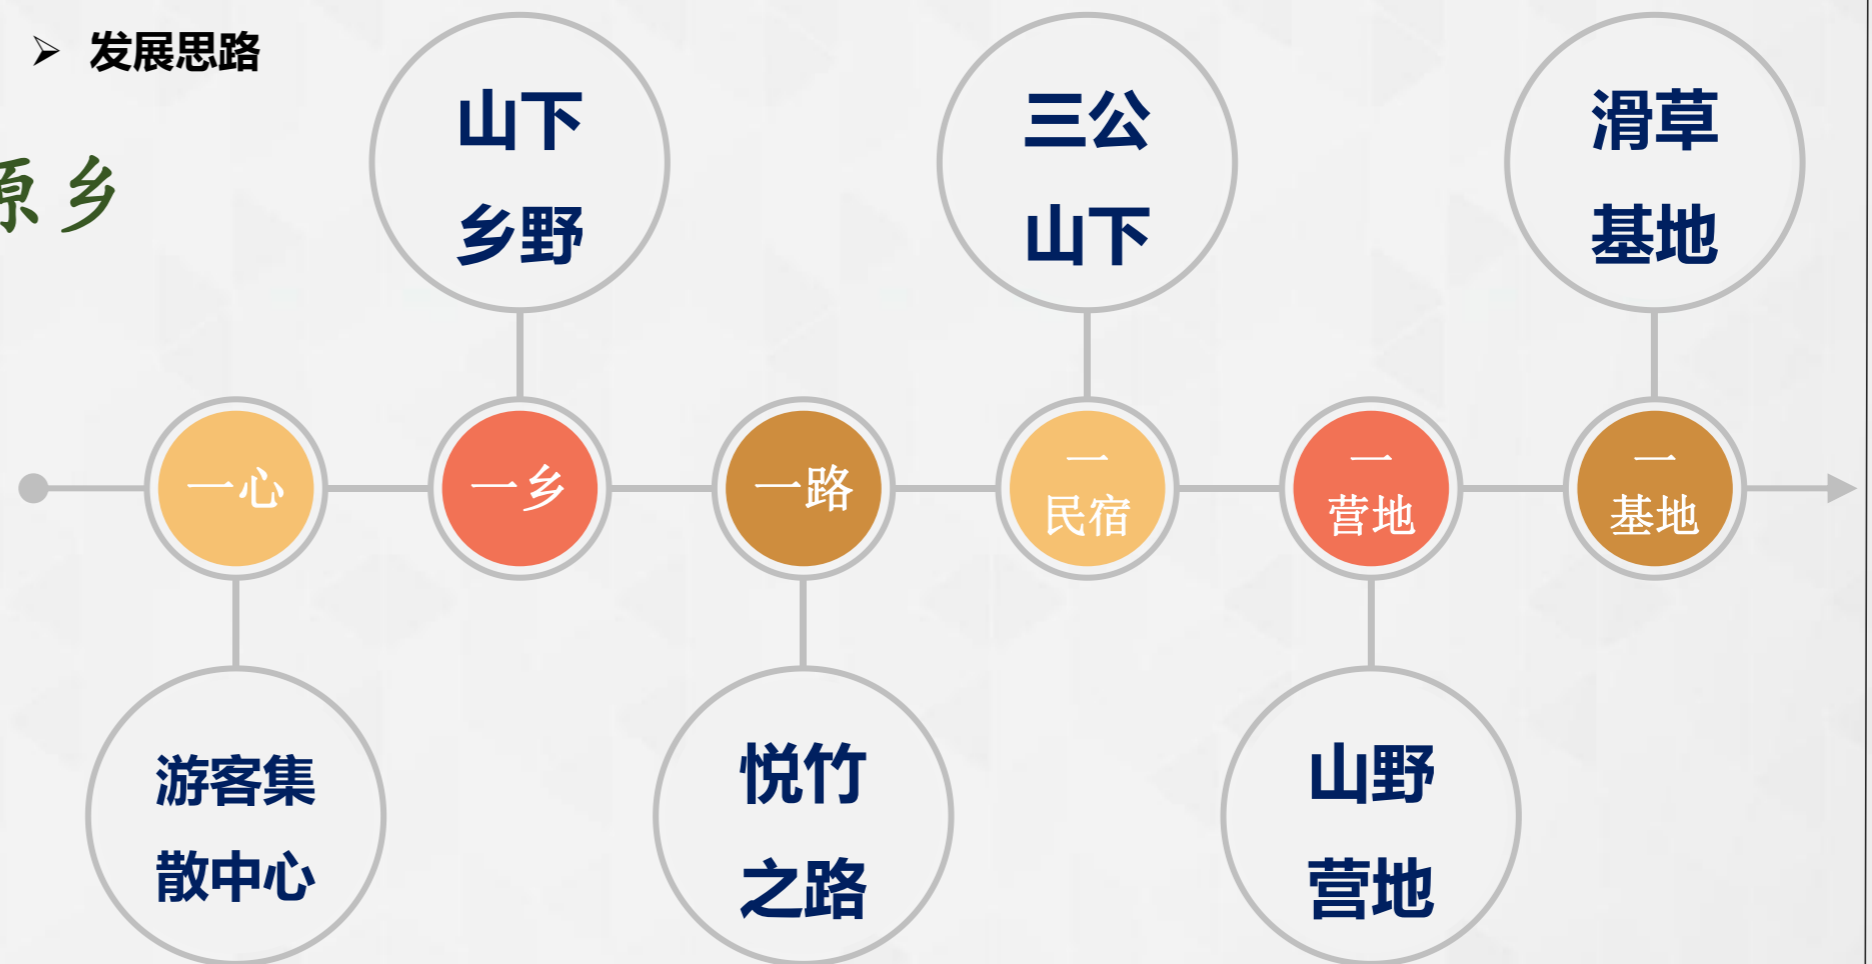 发展思路
原乡
山下
乡野
三公
山下
滑草
基地
一心
一乡
一路
一
民宿
一
营地
一
基地
游客集
散中心
悦竹
之路
山野
营地